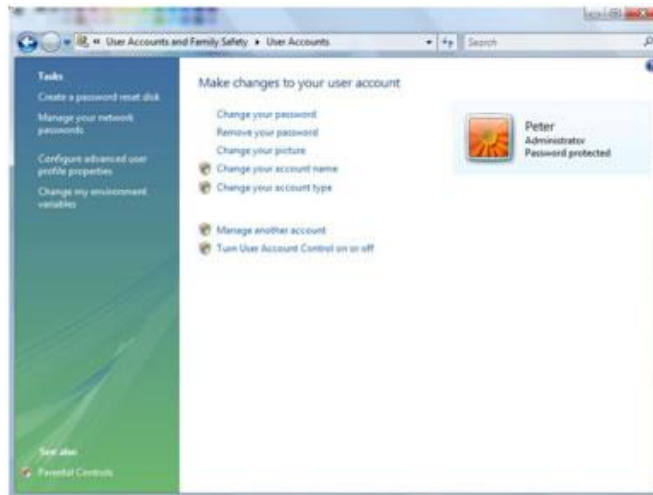 « User Accounts and Family Safety ▸ User Accounts
Search
Tasks
Create a password reset disk
Manage your network
passwords
Configure advanced user
profile properties
Change my environment
variables
See also
Parental Controls
Make changes to your user account
Change your password
Remove your password
Change your picture
Change your account name
Change your account type
Manage another account
Turn User Account Control on or off
Peter
Administrator
Password protected